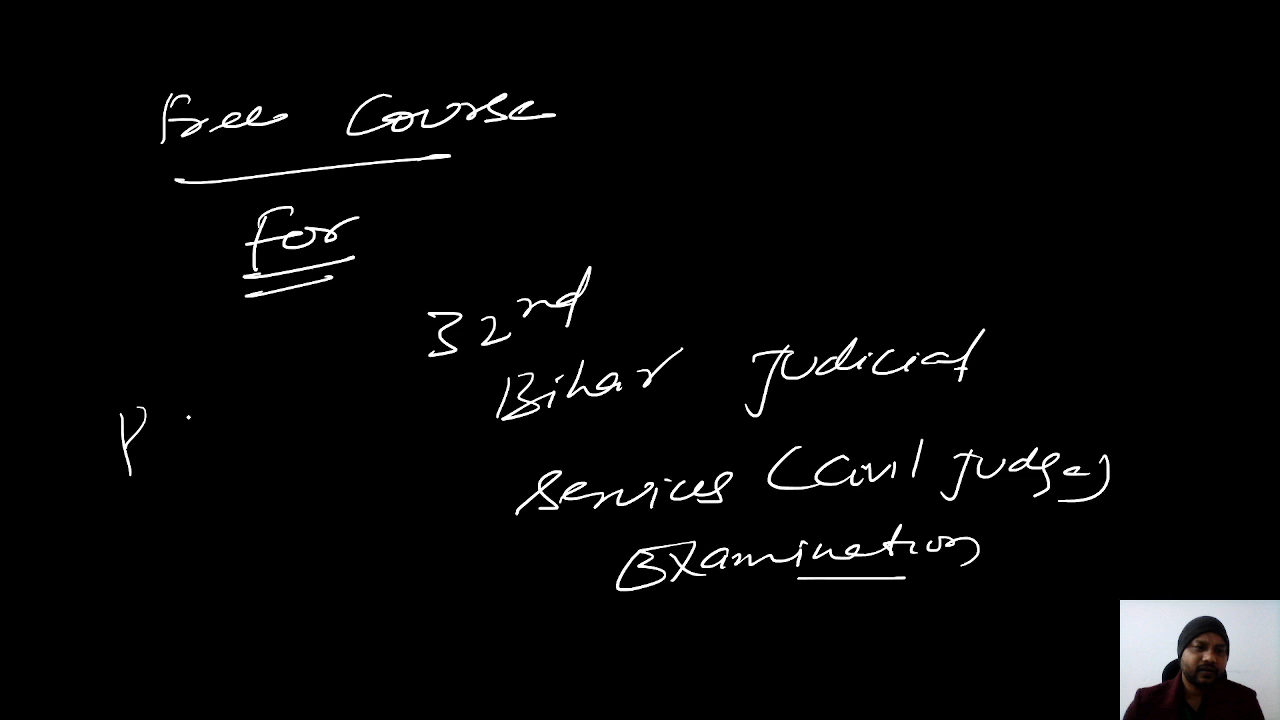 Free Course
For
32nd
Bihar Judicial
Services (Civil Judge)
Examination
P